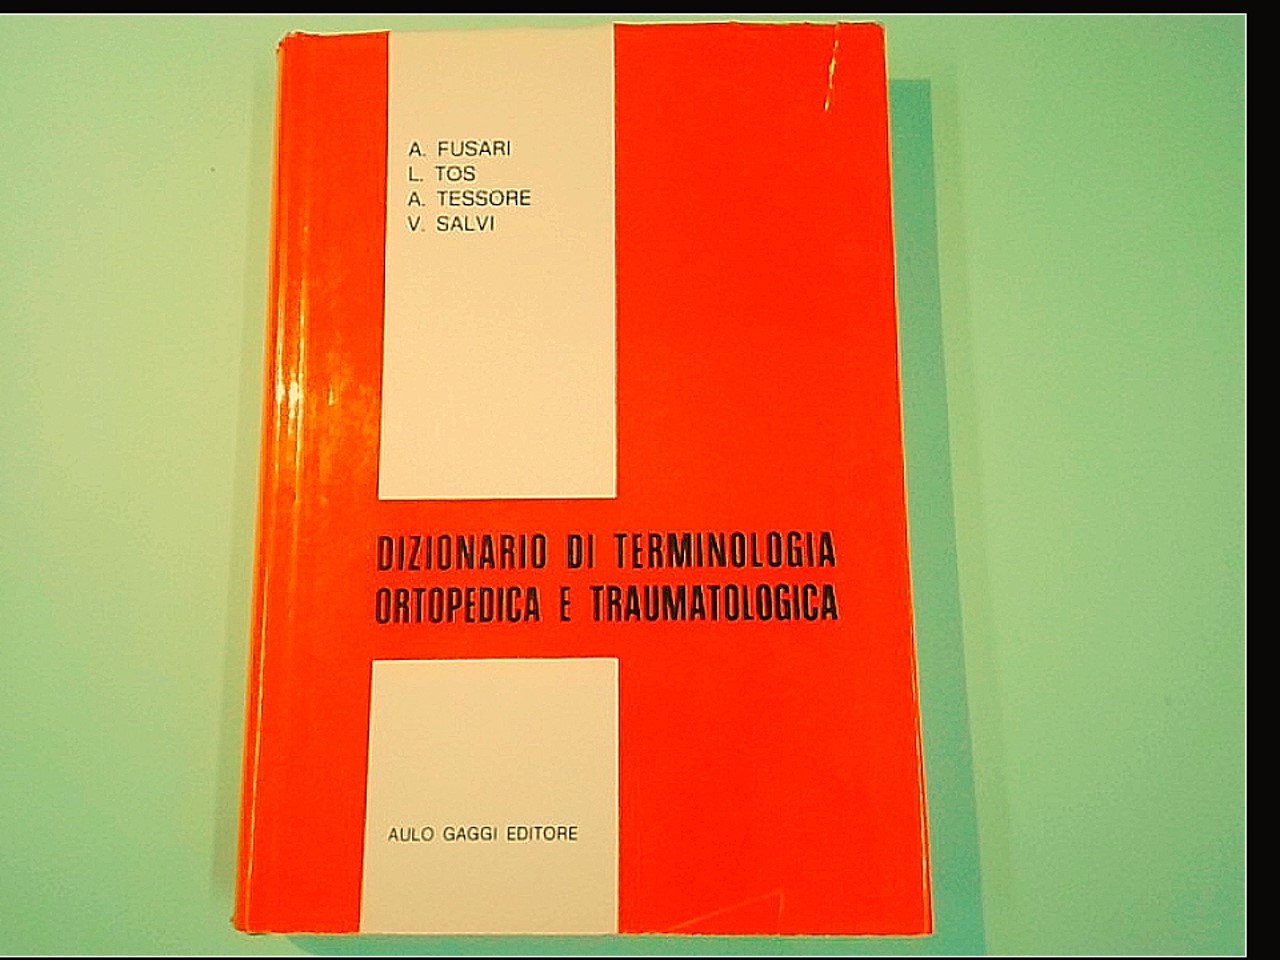 A. FUSARI
L. TOS
A. TESSORE
V. SALVI
DIZIONARIO DI TERMINOLOGIA
ORTOPEDICA E TRAUMATOLOGICA
AULO GAGGI EDITORE